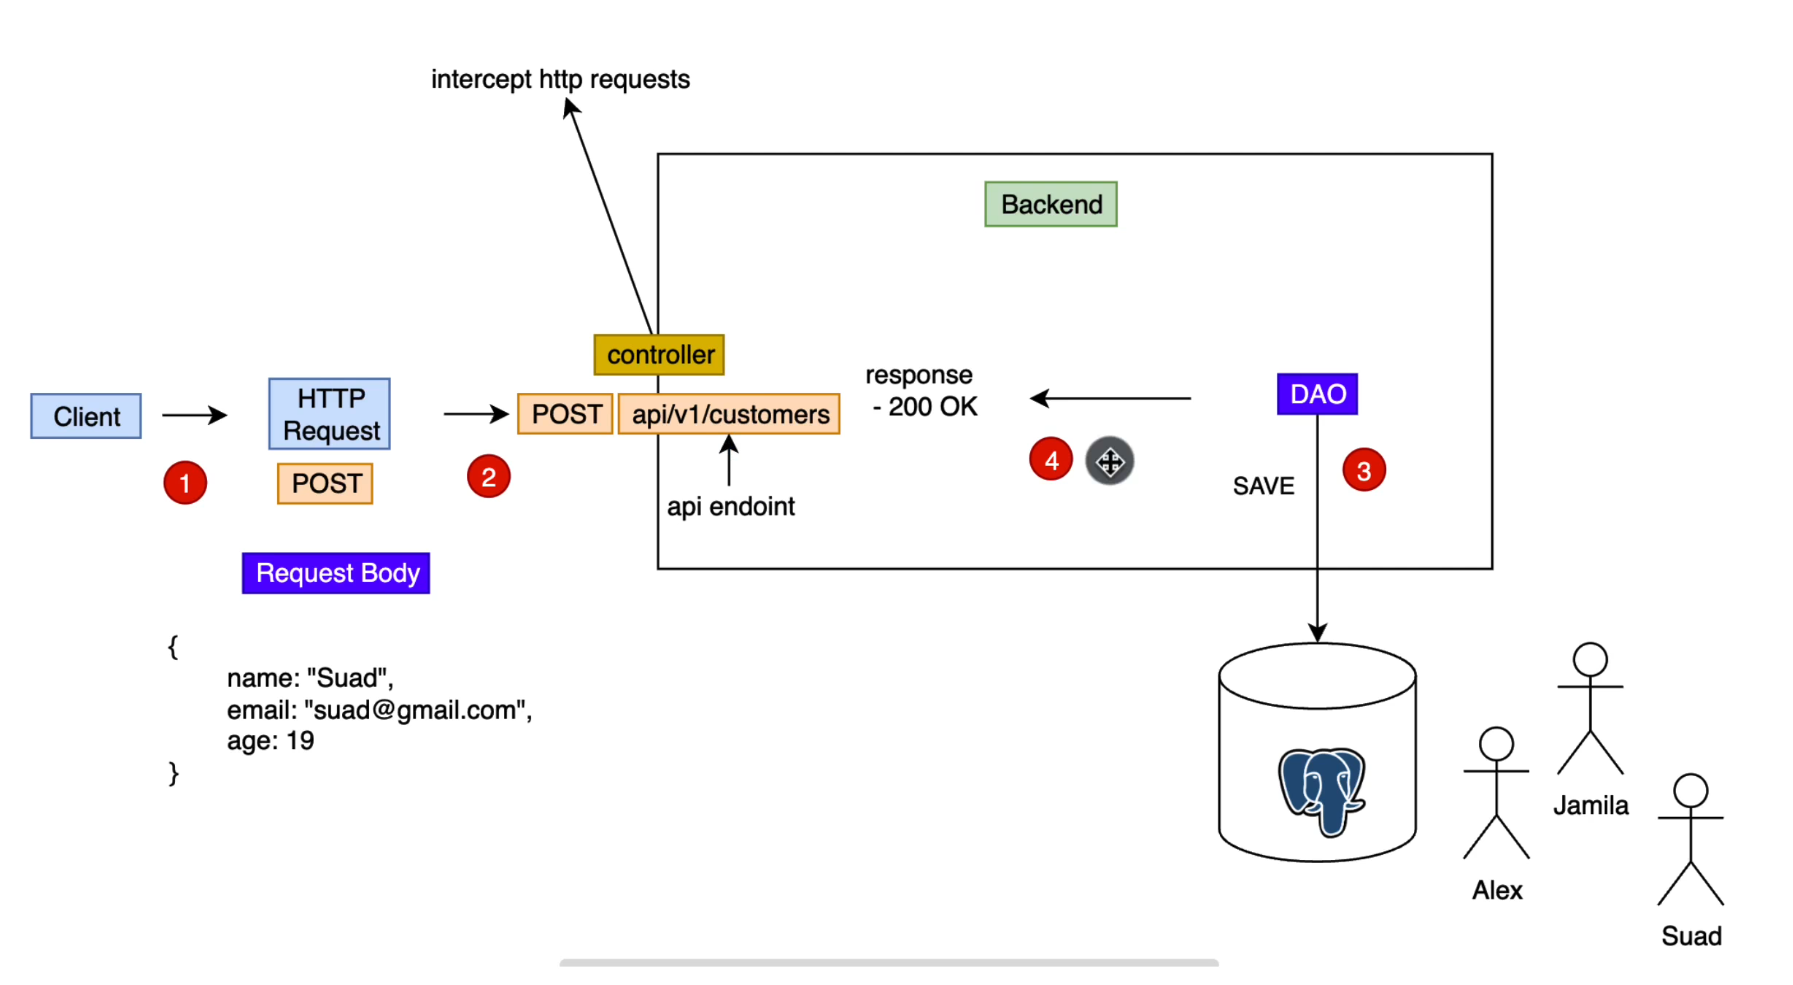 intercept http requests
Backend
controller
Client
HTTP
Request
POST
POST
api/v1/customers
api endoint
response
- 200 OK
DAO
1
2
3
4
SAVE
Request Body
{
name: "Suad",
email: "suad@gmail.com",
age: 19
}
Jamila
Alex
Suad